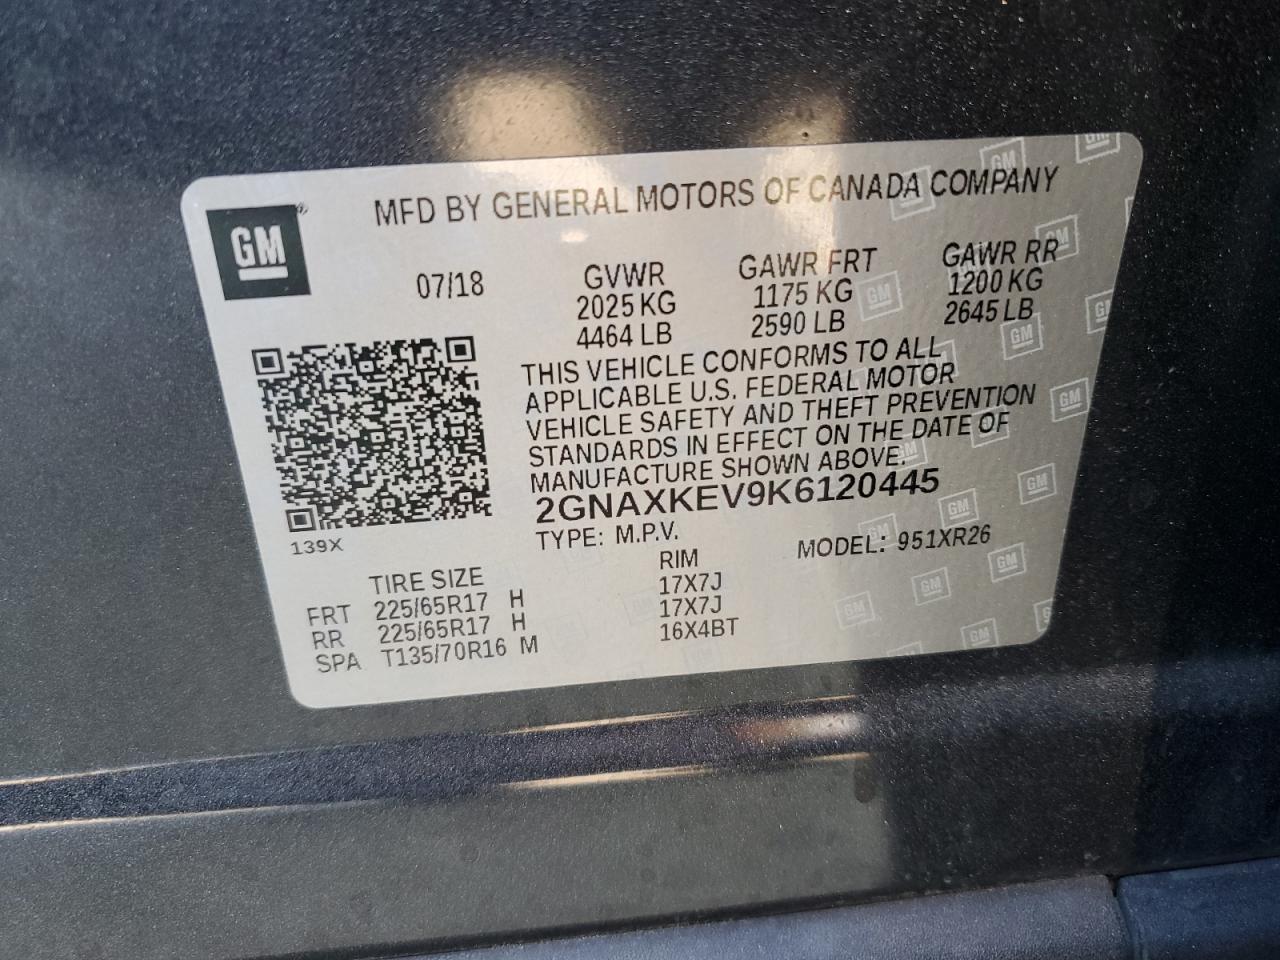 GM®
MFD BY GENERAL MOTORS OF CANADA COMPANY
07/18
GVWR GAWR FRT GAWR RR
2025 KG 1175 KG 1200 KG
4464 LB 2590 LB 2645 LB
THIS VEHICLE CONFORMS TO ALL
APPLICABLE U.S. FEDERAL MOTOR
VEHICLE SAFETY AND THEFT PREVENTION
STANDARDS IN EFFECT ON THE DATE OF
MANUFACTURE SHOWN ABOVE.
2GNAXKEV9K6120445
TYPE: M.P.V. MODEL: 951XR26
139X
TIRE SIZE RIM
FRT 225/65R17 H 17X7J
RR 225/65R17 H 17X7J
SPA T135/70R16 M 16X4BT